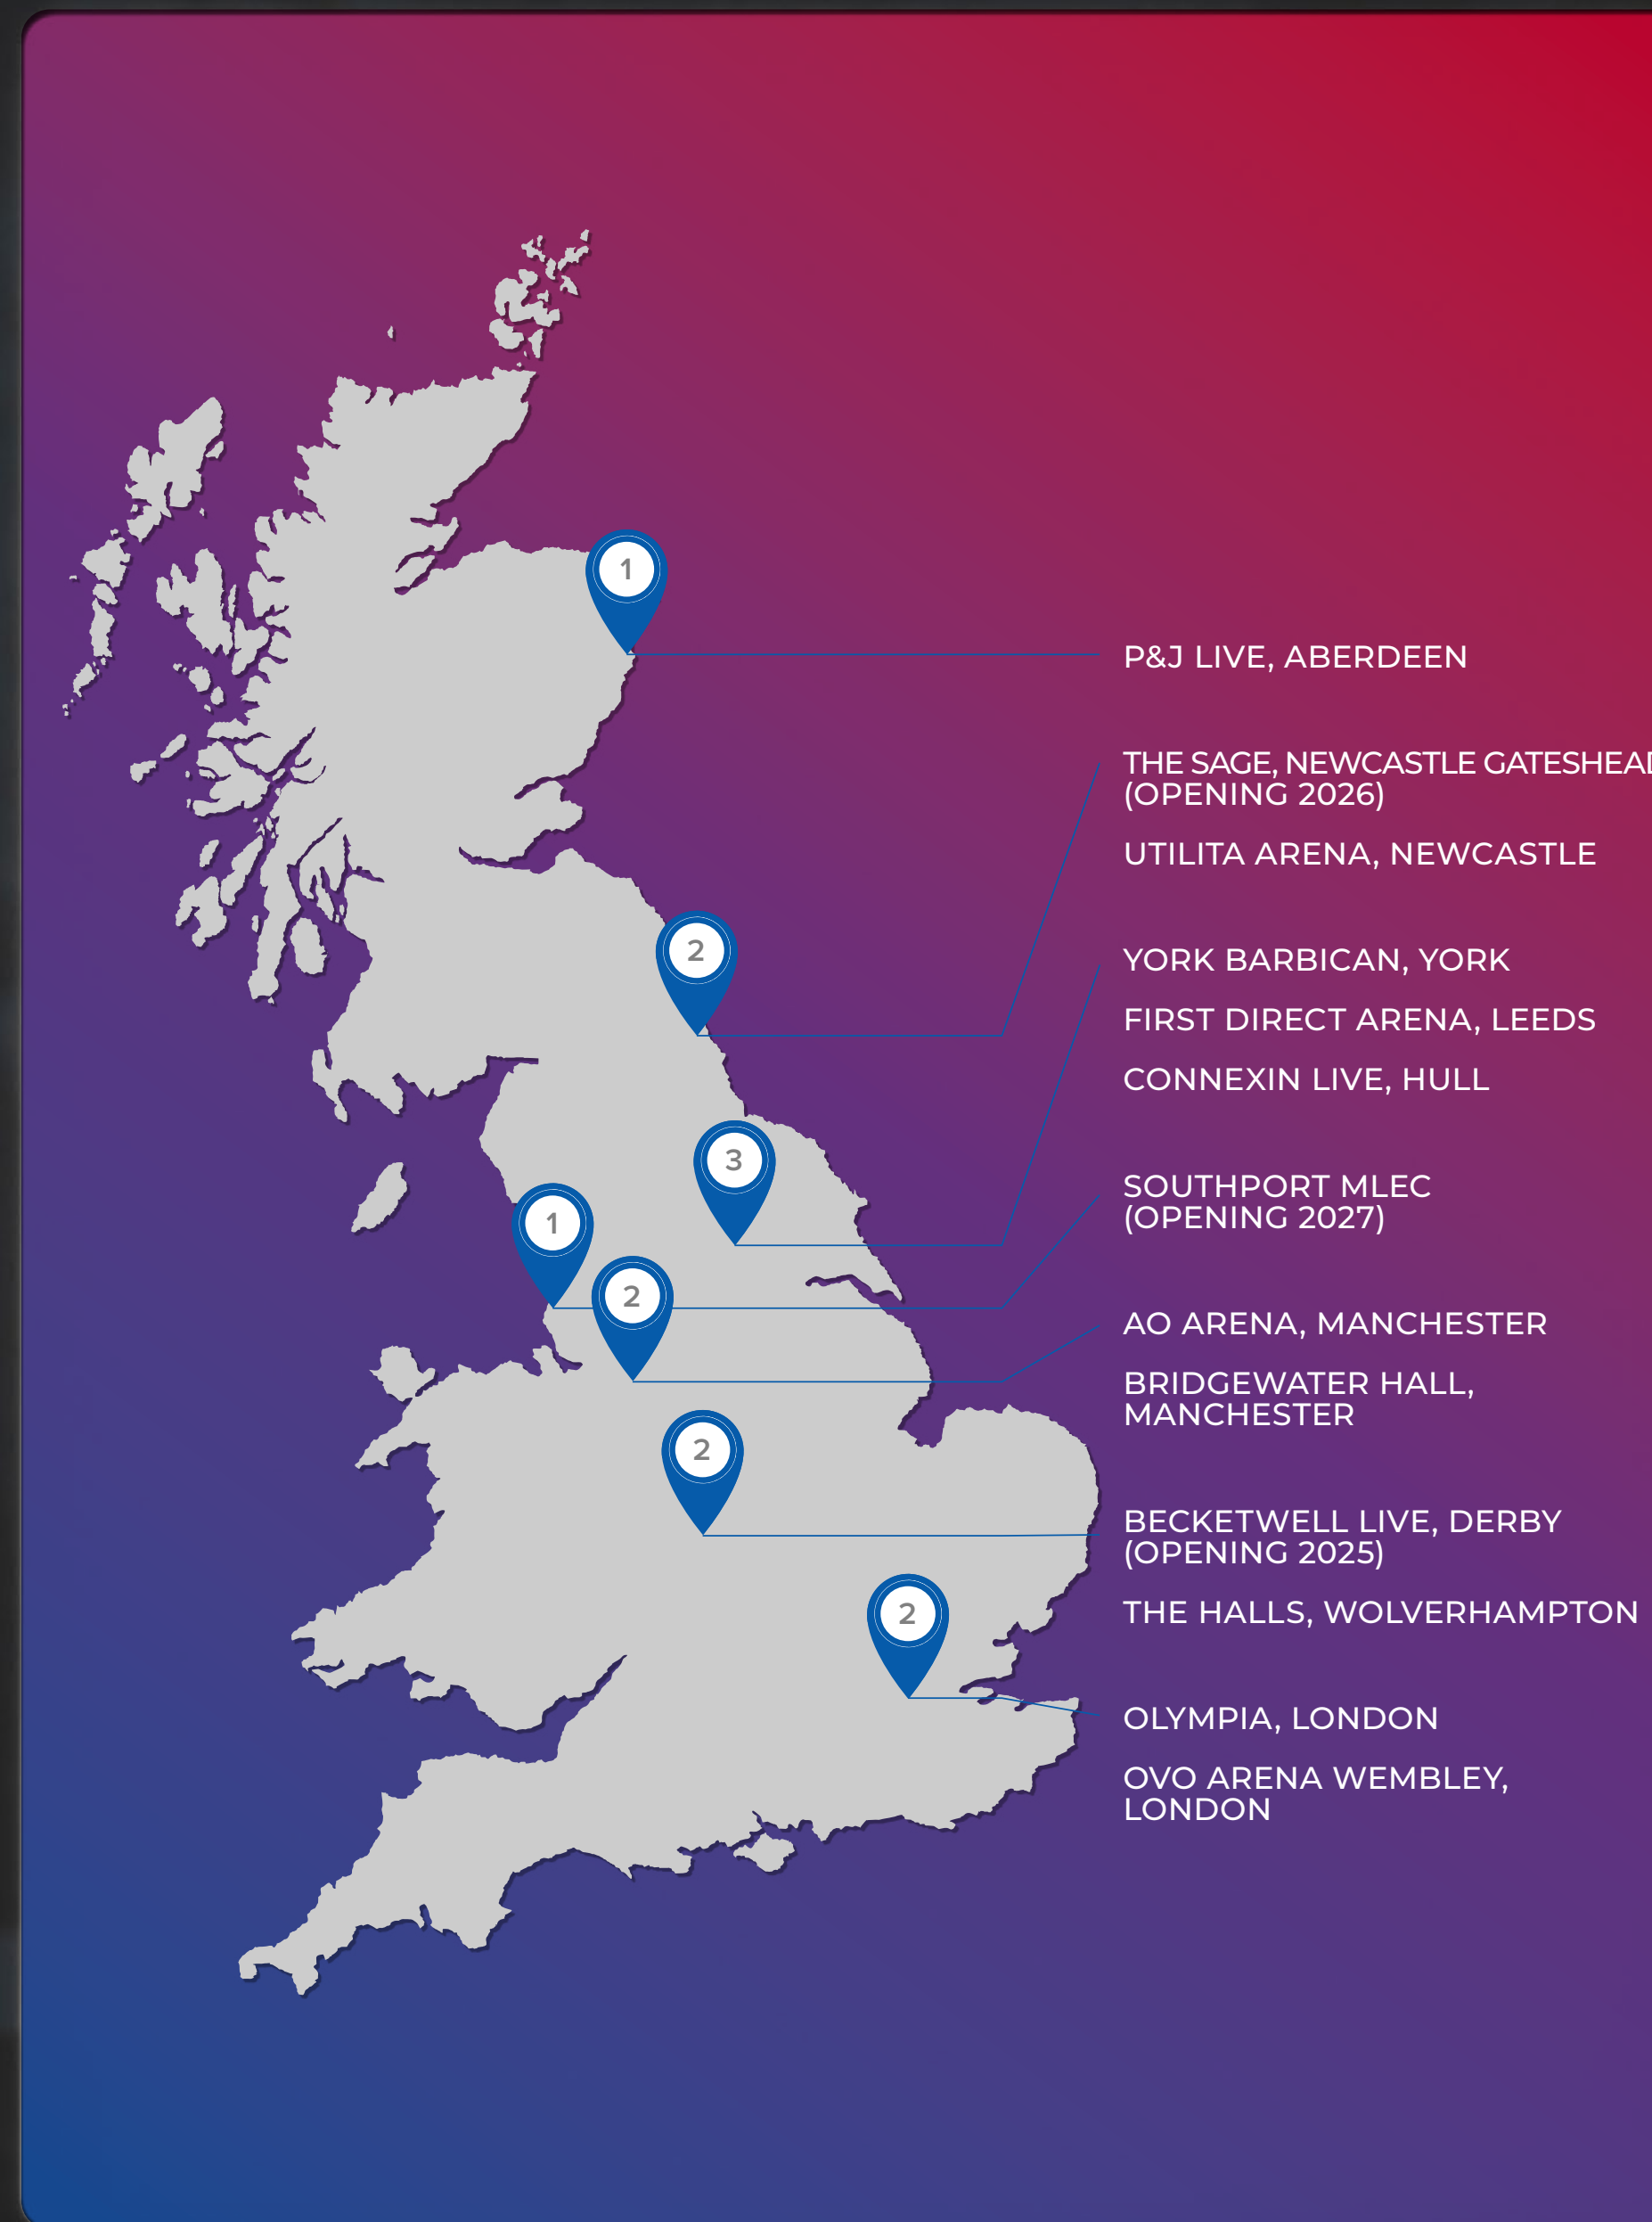 1
P&J LIVE, ABERDEEN
2
THE SAGE, NEWCASTLE GATESHEAD
(OPENING 2026)
UTILITA ARENA, NEWCASTLE
3
YORK BARBICAN, YORK
FIRST DIRECT ARENA, LEEDS
CONNEXIN LIVE, HULL
1
SOUTHPORT MLEC
(OPENING 2027)
2
AO ARENA, MANCHESTER
BRIDGEWATER HALL,
MANCHESTER
2
BECKETWELL LIVE, DERBY
(OPENING 2025)
THE HALLS, WOLVERHAMPTON
2
OLYMPIA, LONDON
OVO ARENA WEMBLEY,
LONDON